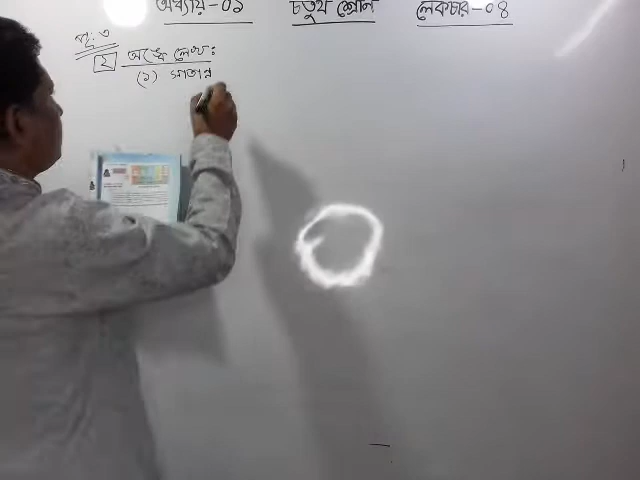 অধ্যায়-০১ চতুর্থ শ্রেণি লেকচার-০৪
পৃ: ৩
২ অঙ্কে লেখ:
(১) সাতান্ন